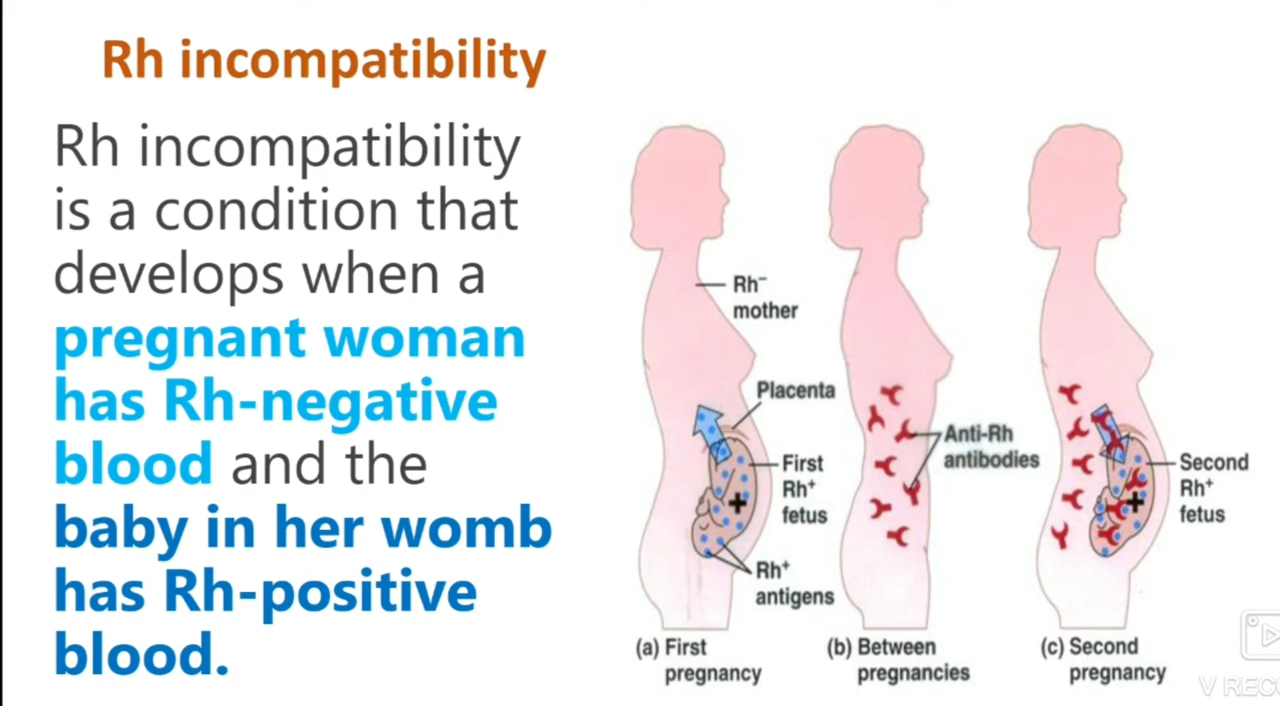 Rh incompatibility
Rh incompatibility
is a condition that
develops when a
pregnant woman
has Rh-negative
blood and the
baby in her womb
has Rh-positive
blood.
Rh⁻
mother
Placenta
First
Rh⁺
fetus
Rh⁺
antigens
(a) First
pregnancy
Anti-Rh
antibodies
(b) Between
pregnancies
Second
Rh⁺
fetus
(c) Second
pregnancy
V RECO